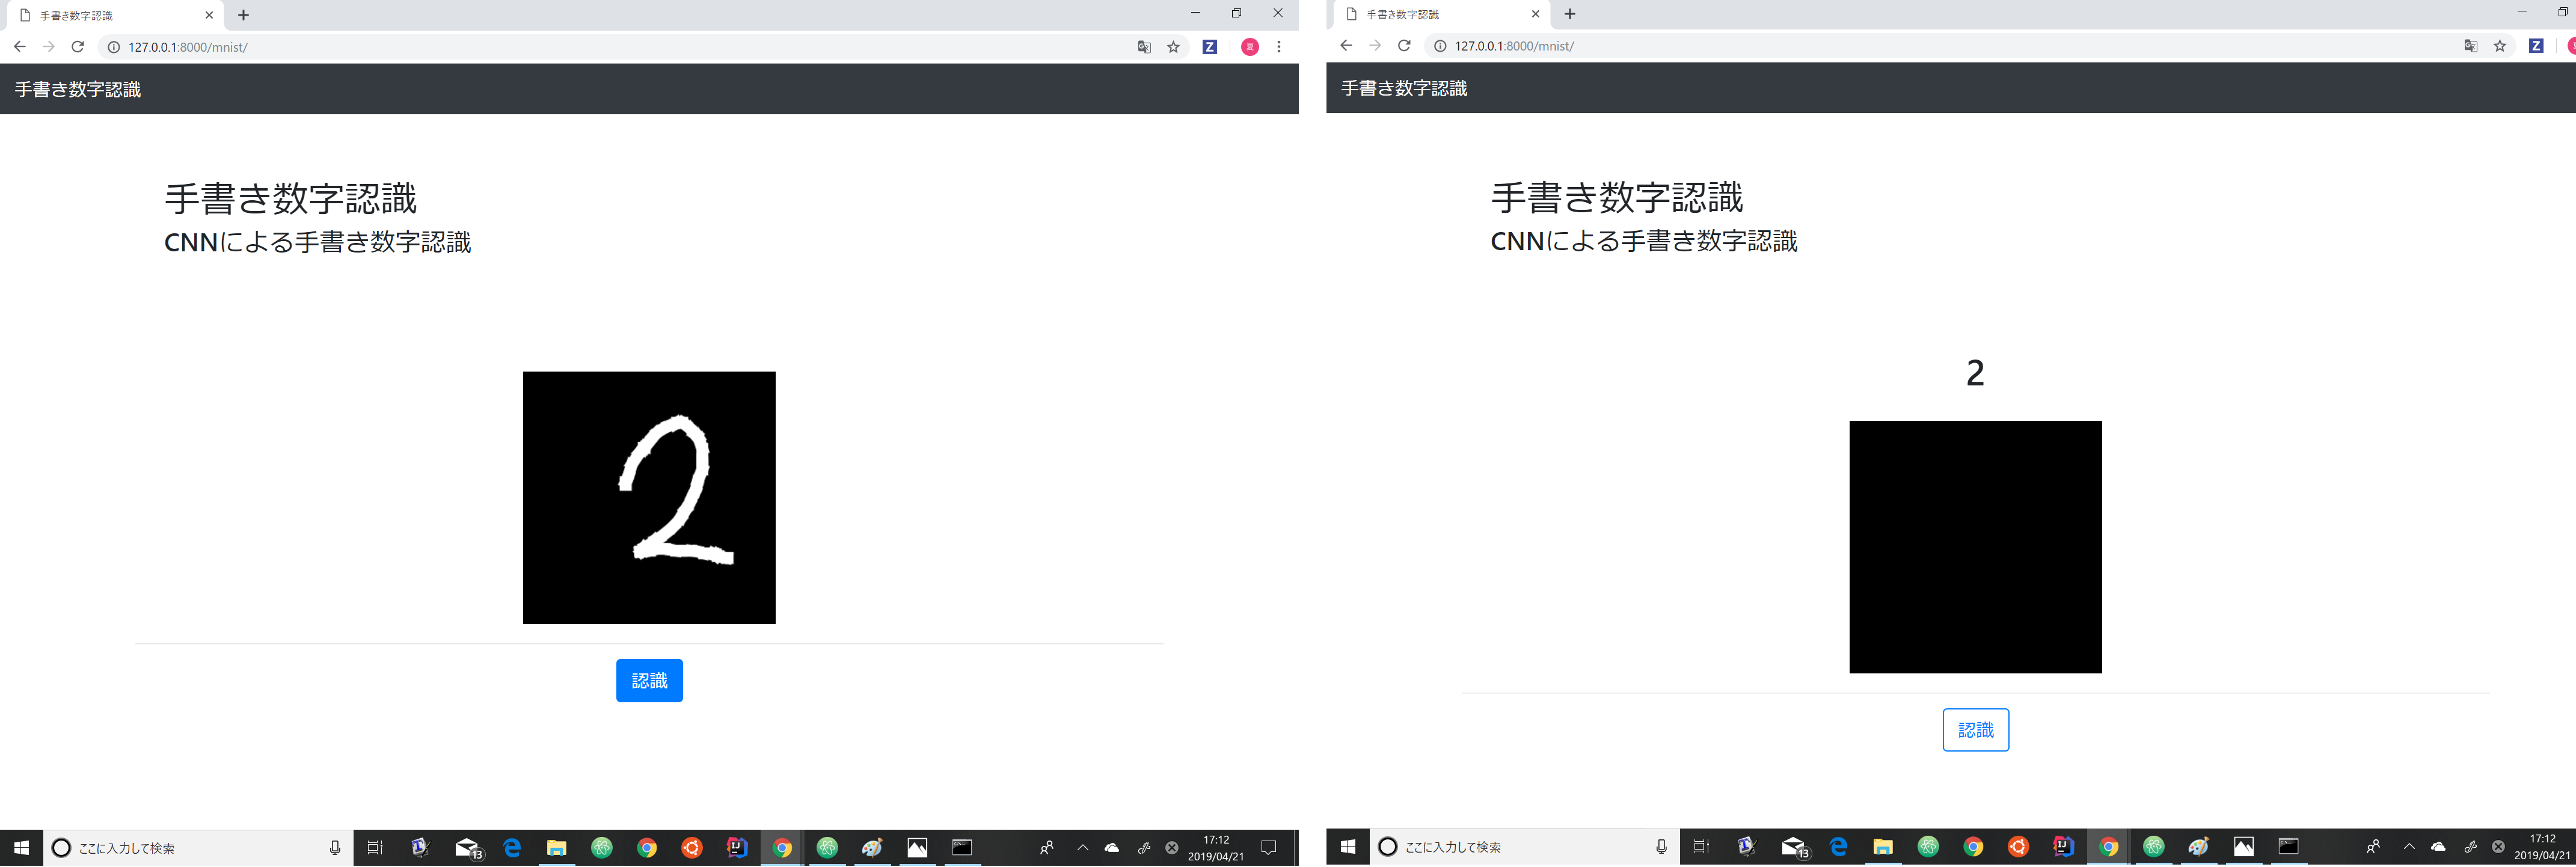 手書き数字認識
127.0.0.1:8000/mnist/
手書き数字認識
手書き数字認識
CNNによる手書き数字認識
2
認識
ここに入力して検索
13
17:12
2019/04/21
手書き数字認識
127.0.0.1:8000/mnist/
手書き数字認識
手書き数字認識
CNNによる手書き数字認識
2
認識
ここに入力して検索
13
17:12
2019/04/21